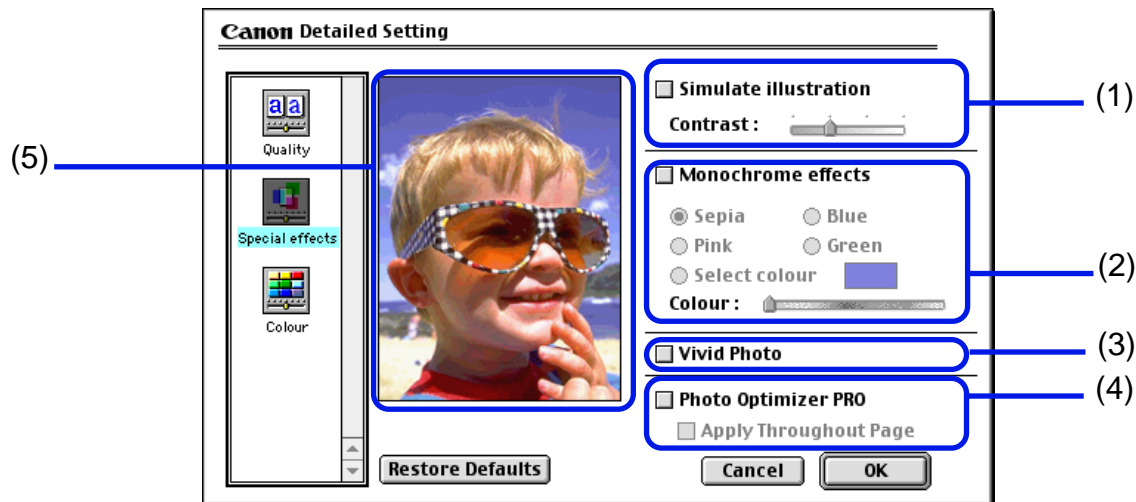 Canon Detailed Setting
Quality
Special effects
Colour
Restore Defaults
Simulate illustration
Contrast :
Monochrome effects
Sepia Blue
Pink Green
Select colour
Colour :
Vivid Photo
Photo Optimizer PRO
Apply Throughout Page
Cancel OK
(1)
(2)
(3)
(4)
(5)